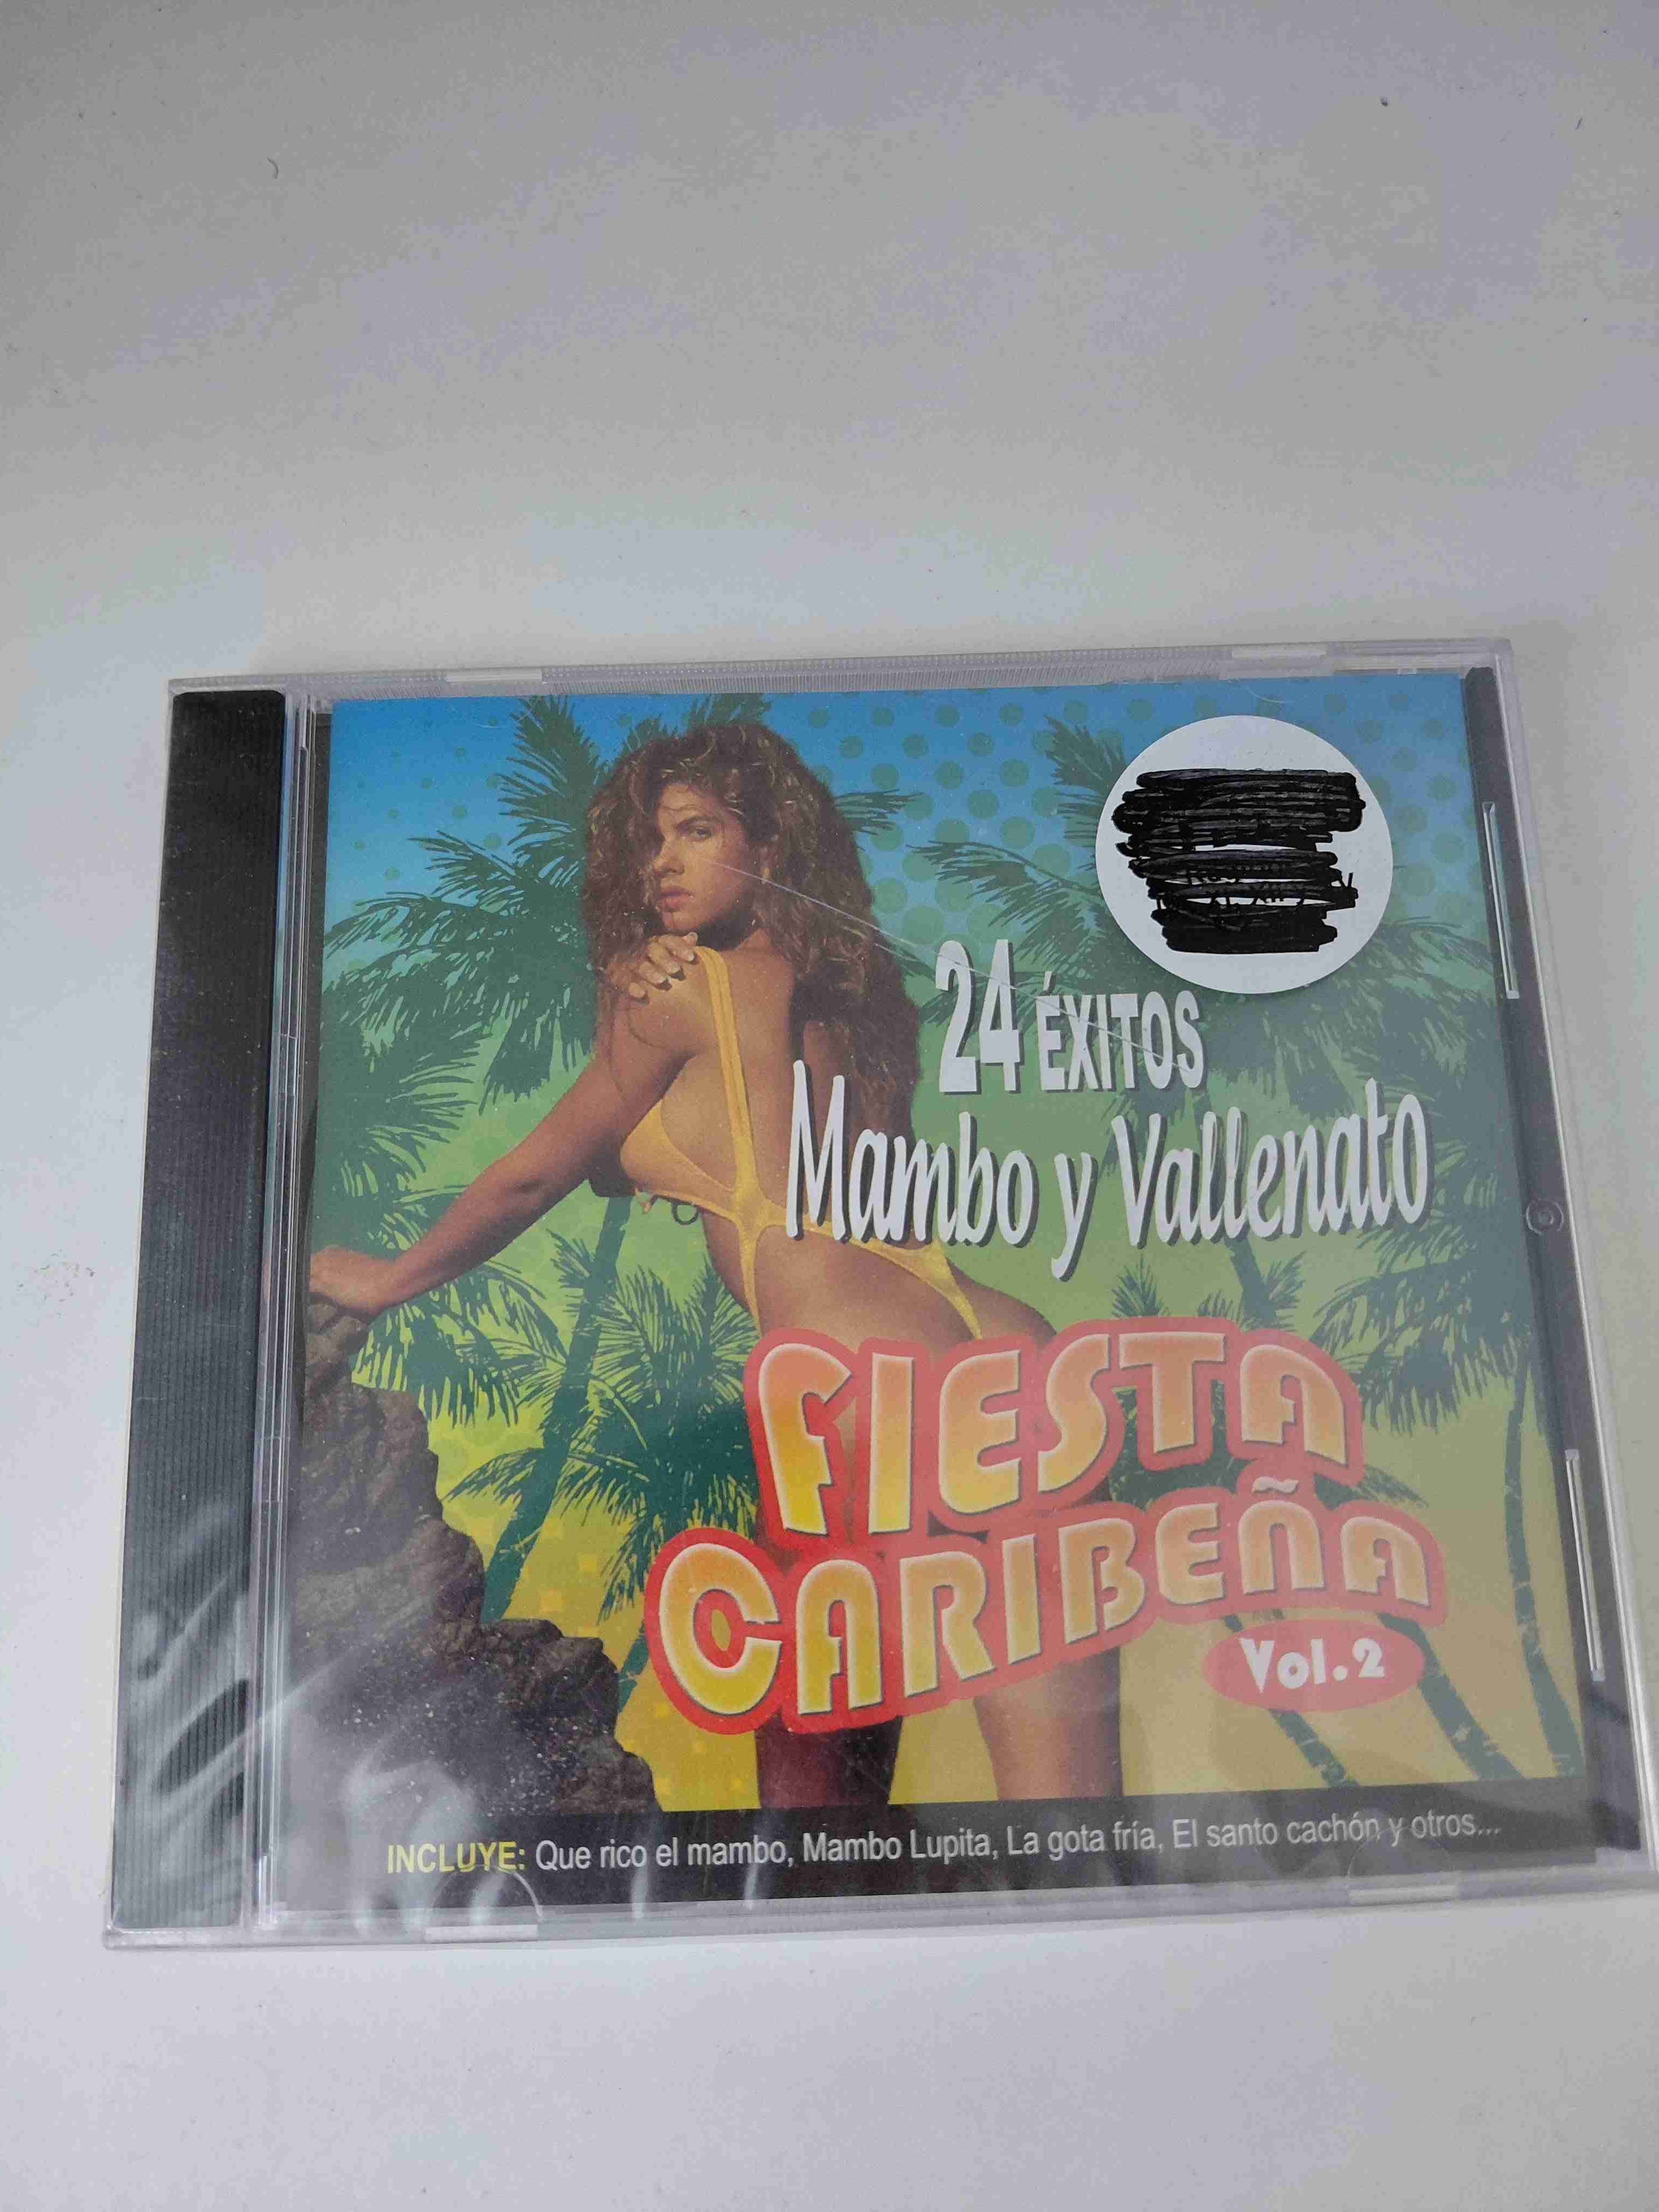 24 ÉXITOS
Mambo y Vallenato
FIESTA
CARIBEÑA
Vol.2
INCLUYE: Que rico el mambo, Mambo Lupita, La gota fría, El santo cachón y otros...